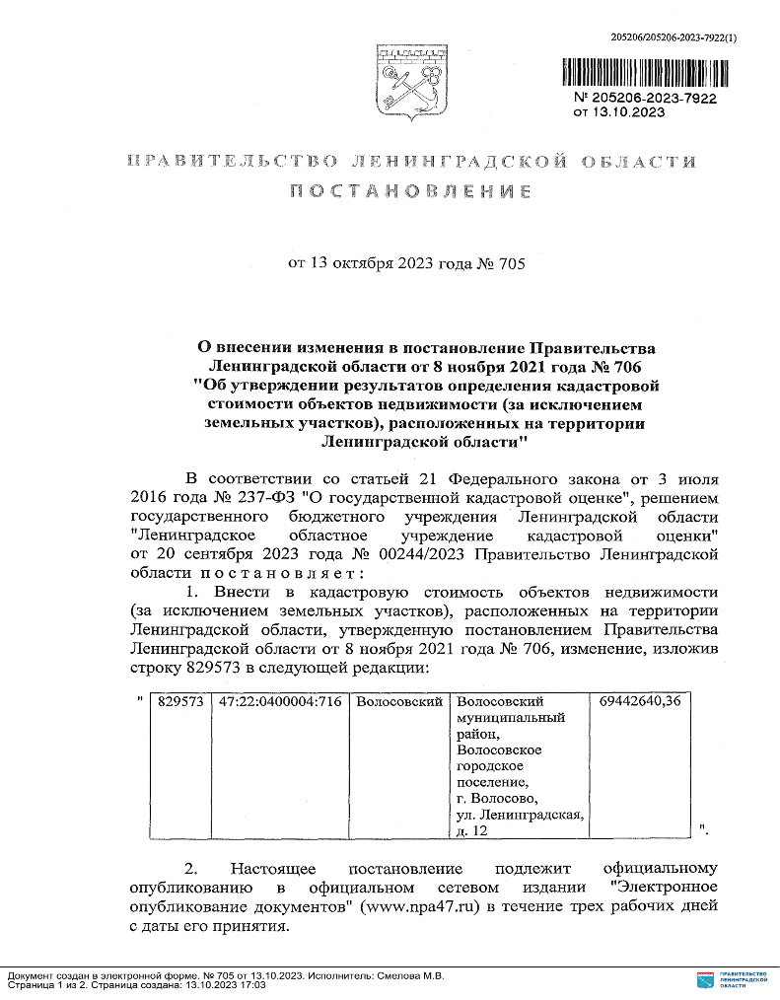 205206/205206-2023-7922(1)
№ 205206-2023-7922
от 13.10.2023
ПРАВИТЕЛЬСТВО ЛЕНИНГРАДСКОЙ ОБЛАСТИ
ПОСТАНОВЛЕНИЕ
от 13 октября 2023 года № 705
О внесении изменения в постановление Правительства
Ленинградской области от 8 ноября 2021 года № 706
"Об утверждении результатов определения кадастровой
стоимости объектов недвижимости (за исключением
земельных участков), расположенных на территории
Ленинградской области"
В соответствии со статьей 21 Федерального закона от 3 июля
2016 года № 237-ФЗ "О государственной кадастровой оценке", решением
государственного бюджетного учреждения Ленинградской области
"Ленинградское областное учреждение кадастровой оценки"
от 20 сентября 2023 года № 00244/2023 Правительство Ленинградской
области п о с т а н о в л я е т :
1. Внести в кадастровую стоимость объектов недвижимости
(за исключением земельных участков), расположенных на территории
Ленинградской области, утвержденную постановлением Правительства
Ленинградской области от 8 ноября 2021 года № 706, изменение, изложив
строку 829573 в следующей редакции:
" 829573 47:22:0400004:716 Волосовский Волосовский 69442640,36
муниципальный
район,
Волосовское
городское
поселение,
г. Волосово,
ул. Ленинградская,
д. 12 ".
2. Настоящее постановление подлежит официальному
опубликованию в официальном сетевом издании "Электронное
опубликование документов" (www.npa47.ru) в течение трех рабочих дней
с даты его принятия.
Документ создан в электронной форме. № 705 от 13.10.2023. Исполнитель: Смелова М.В.
Страница 1 из 2. Страница создана: 13.10.2023 17:03
ПРАВИТЕЛЬСТВО
ЛЕНИНГРАДСКОЙ
ОБЛАСТИ